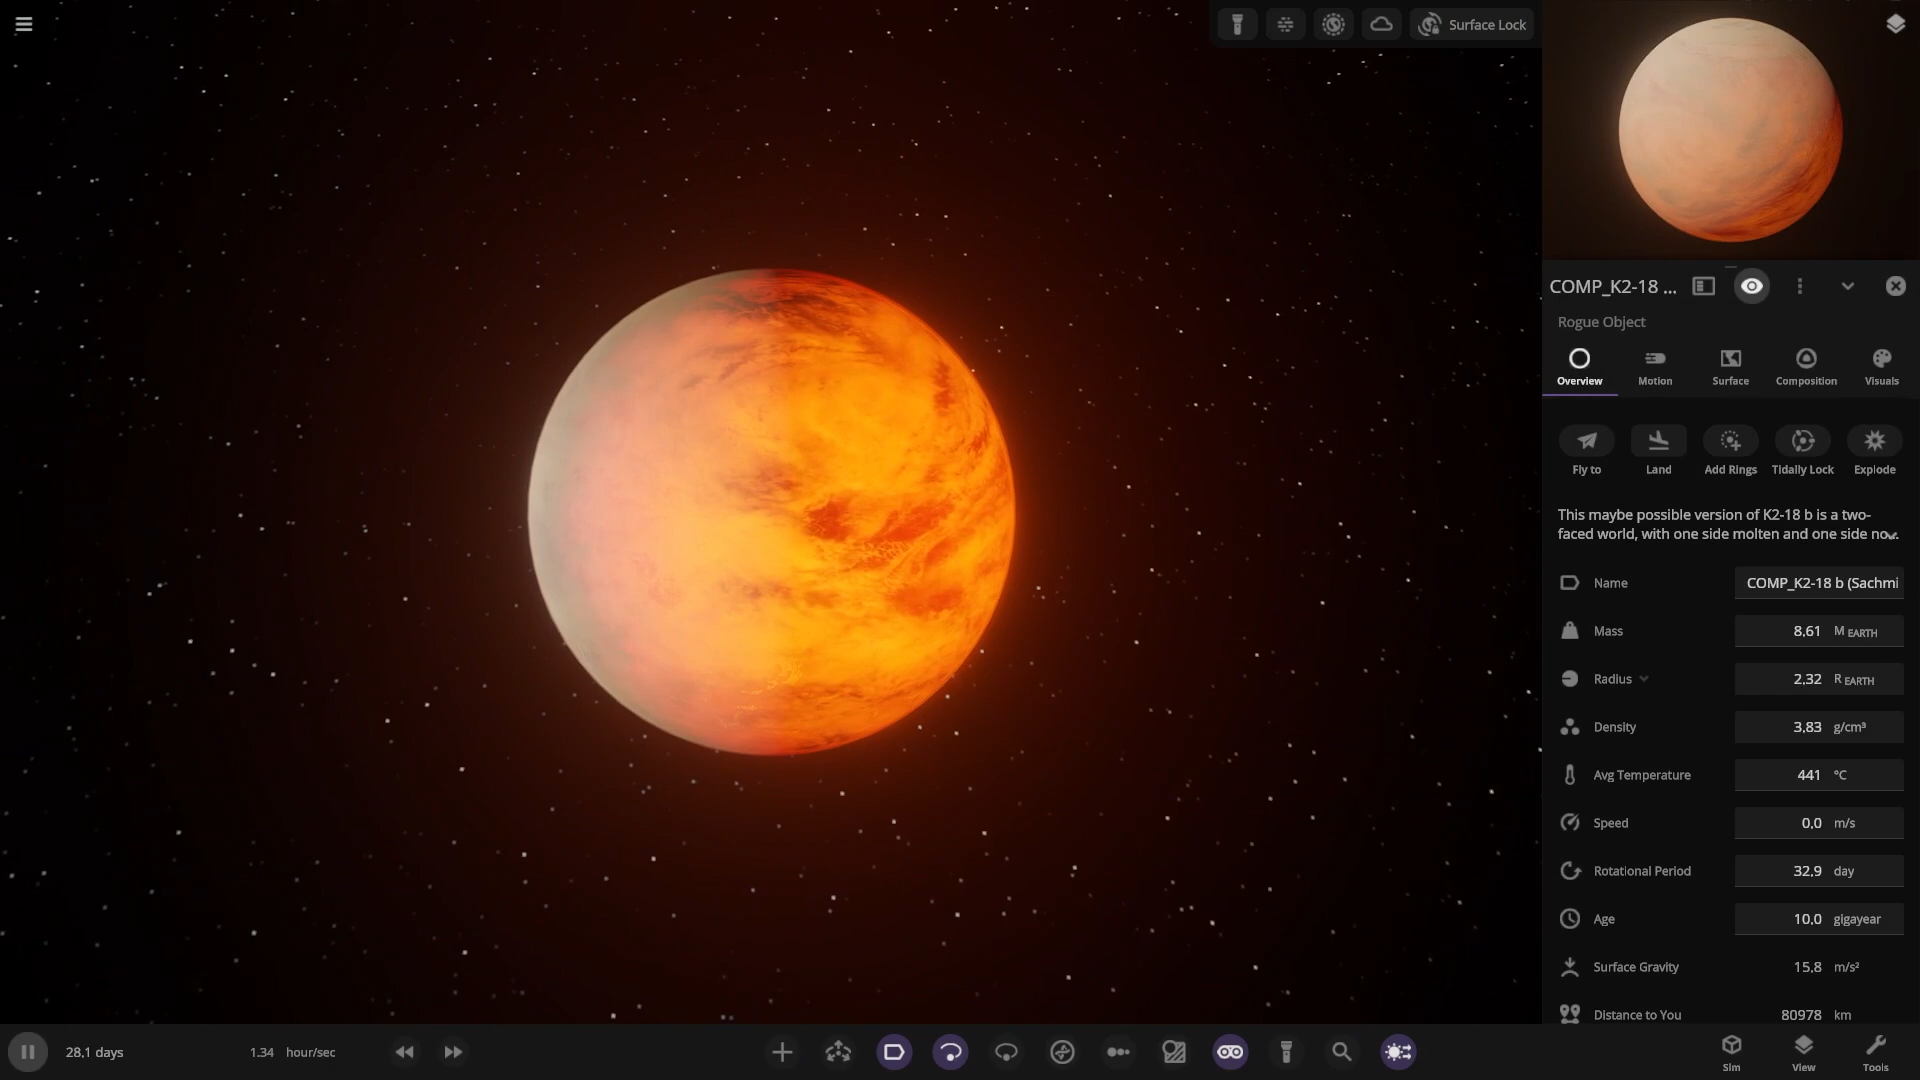 Surface Lock
COMP_K2-18 ...
Rogue Object
Overview
Motion
Surface
Composition
Visuals
Fly to
Land
Add Rings
Tidally Lock
Explode
This maybe possible version of K2-18 b is a two-
faced world, with one side molten and one side no...
Name COMP_K2-18 b (Sachmi
Mass 8,61 M EARTH
Radius 2,32 R EARTH
Density 3,83 g/cm³
Avg Temperature 441 °C
Speed 0,0 m/s
Rotational Period 32,9 day
Age 10,0 gigayear
Surface Gravity 15,8 m/s²
Distance to You 80978 km
28,1 days
1.34 hour/sec
Sim
View
Tools